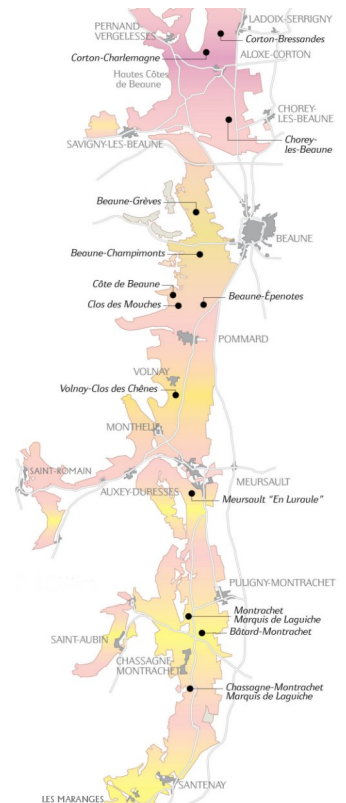 LADOIX-SERRIGNY
PERNAND-
VERGELESSES
Corton-Bressandes
Corton-Charlemagne
ALOXE-CORTON
Hautes Côtes
de Beaune
CHOREY-
LES-BEAUNE
SAVIGNY-LES-BEAUNE
Chorey-
les-Beaune
Beaune-Grèves
BEAUNE
Beaune-Champimonts
Côte de Beaune
Clos des Mouches
Beaune-Épenotes
POMMARD
VOLNAY
Volnay-Clos des Chênes
MONTHELIE
SAINT-ROMAIN
MEURSAULT
AUXEY-DURESSES
Meursault "En Luraule"
PULIGNY-MONTRACHET
Montrachet
Marquis de Laguiche
Bâtard-Montrachet
SAINT-AUBIN
CHASSAGNE-
MONTRACHET
Chassagne-Montrachet
Marquis de Laguiche
SANTENAY
LES MARANGES